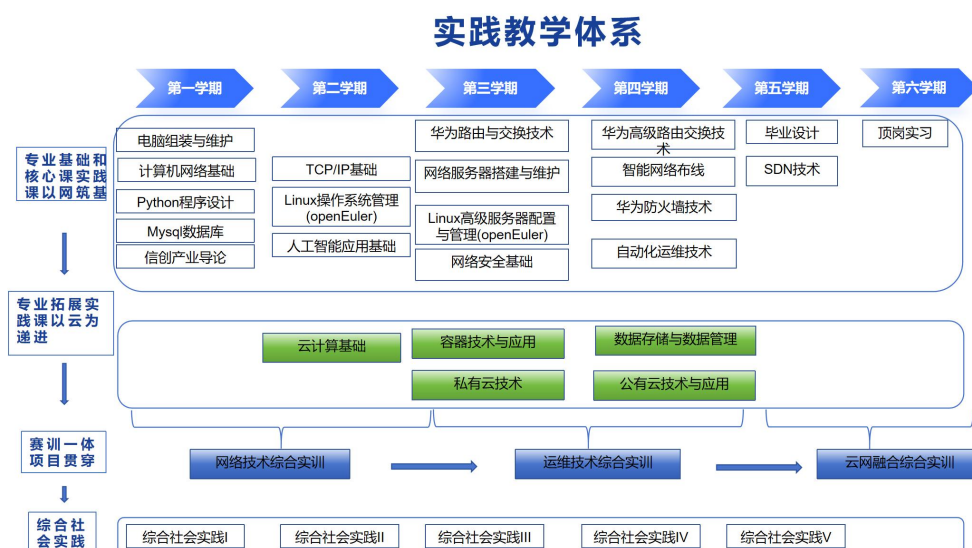 实践教学体系
第一学期
第二学期
第三学期
第四学期
第五学期
第六学期
专业基础和
核心课实践
课以网筑基
电脑组装与维护
计算机网络基础
Python程序设计
Mysql数据库
信创产业导论
TCP/IP基础
Linux操作系统管理
(openEuler)
人工智能应用基础
华为路由与交换技术
网络服务器搭建与维护
Linux高级服务器配置
与管理(openEuler)
网络安全基础
华为高级路由交换技
术
智能网络布线
华为防火墙技术
自动化运维技术
毕业设计
SDN技术
顶岗实习
专业拓展实
践课以云为
递进
云计算基础
容器技术与应用
私有云技术
数据存储与数据管理
公有云技术与应用
赛训一体
项目贯穿
网络技术综合实训
运维技术综合实训
云网融合综合实训
综合社
会实践
综合社会实践I
综合社会实践II
综合社会实践III
综合社会实践IV
综合社会实践V